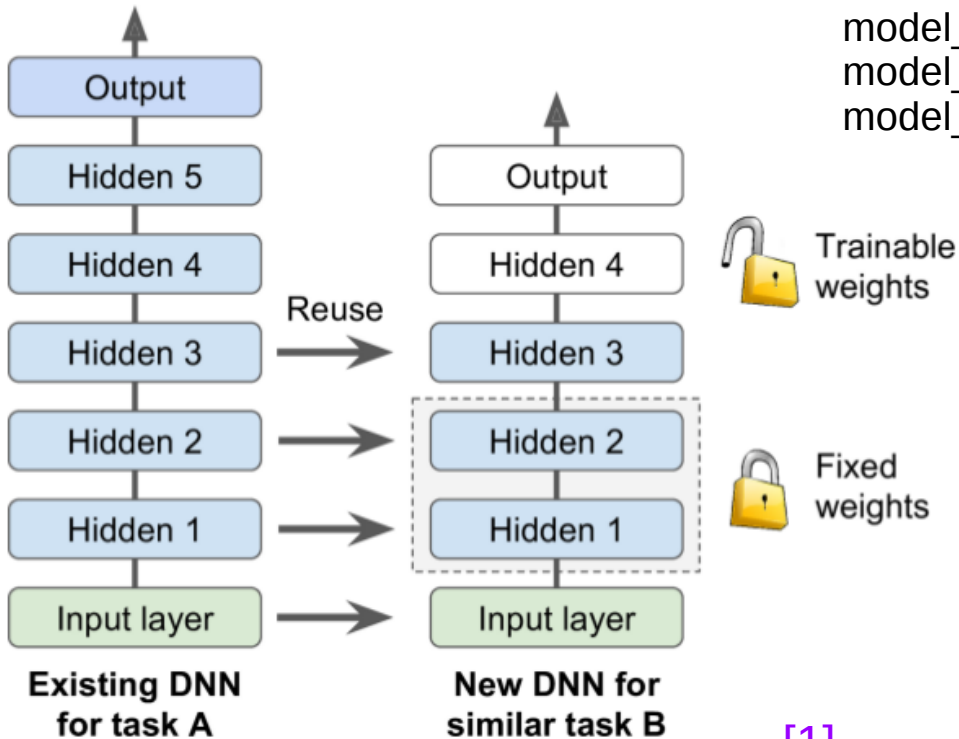 model_
model_
model_
Output
Hidden 5
Hidden 4
Hidden 3
Hidden 2
Hidden 1
Input layer
Existing DNN
for task A
Reuse
Output
Hidden 4
Hidden 3
Hidden 2
Hidden 1
Input layer
New DNN for
similar task B
Trainable
weights
Fixed
weights
[1]